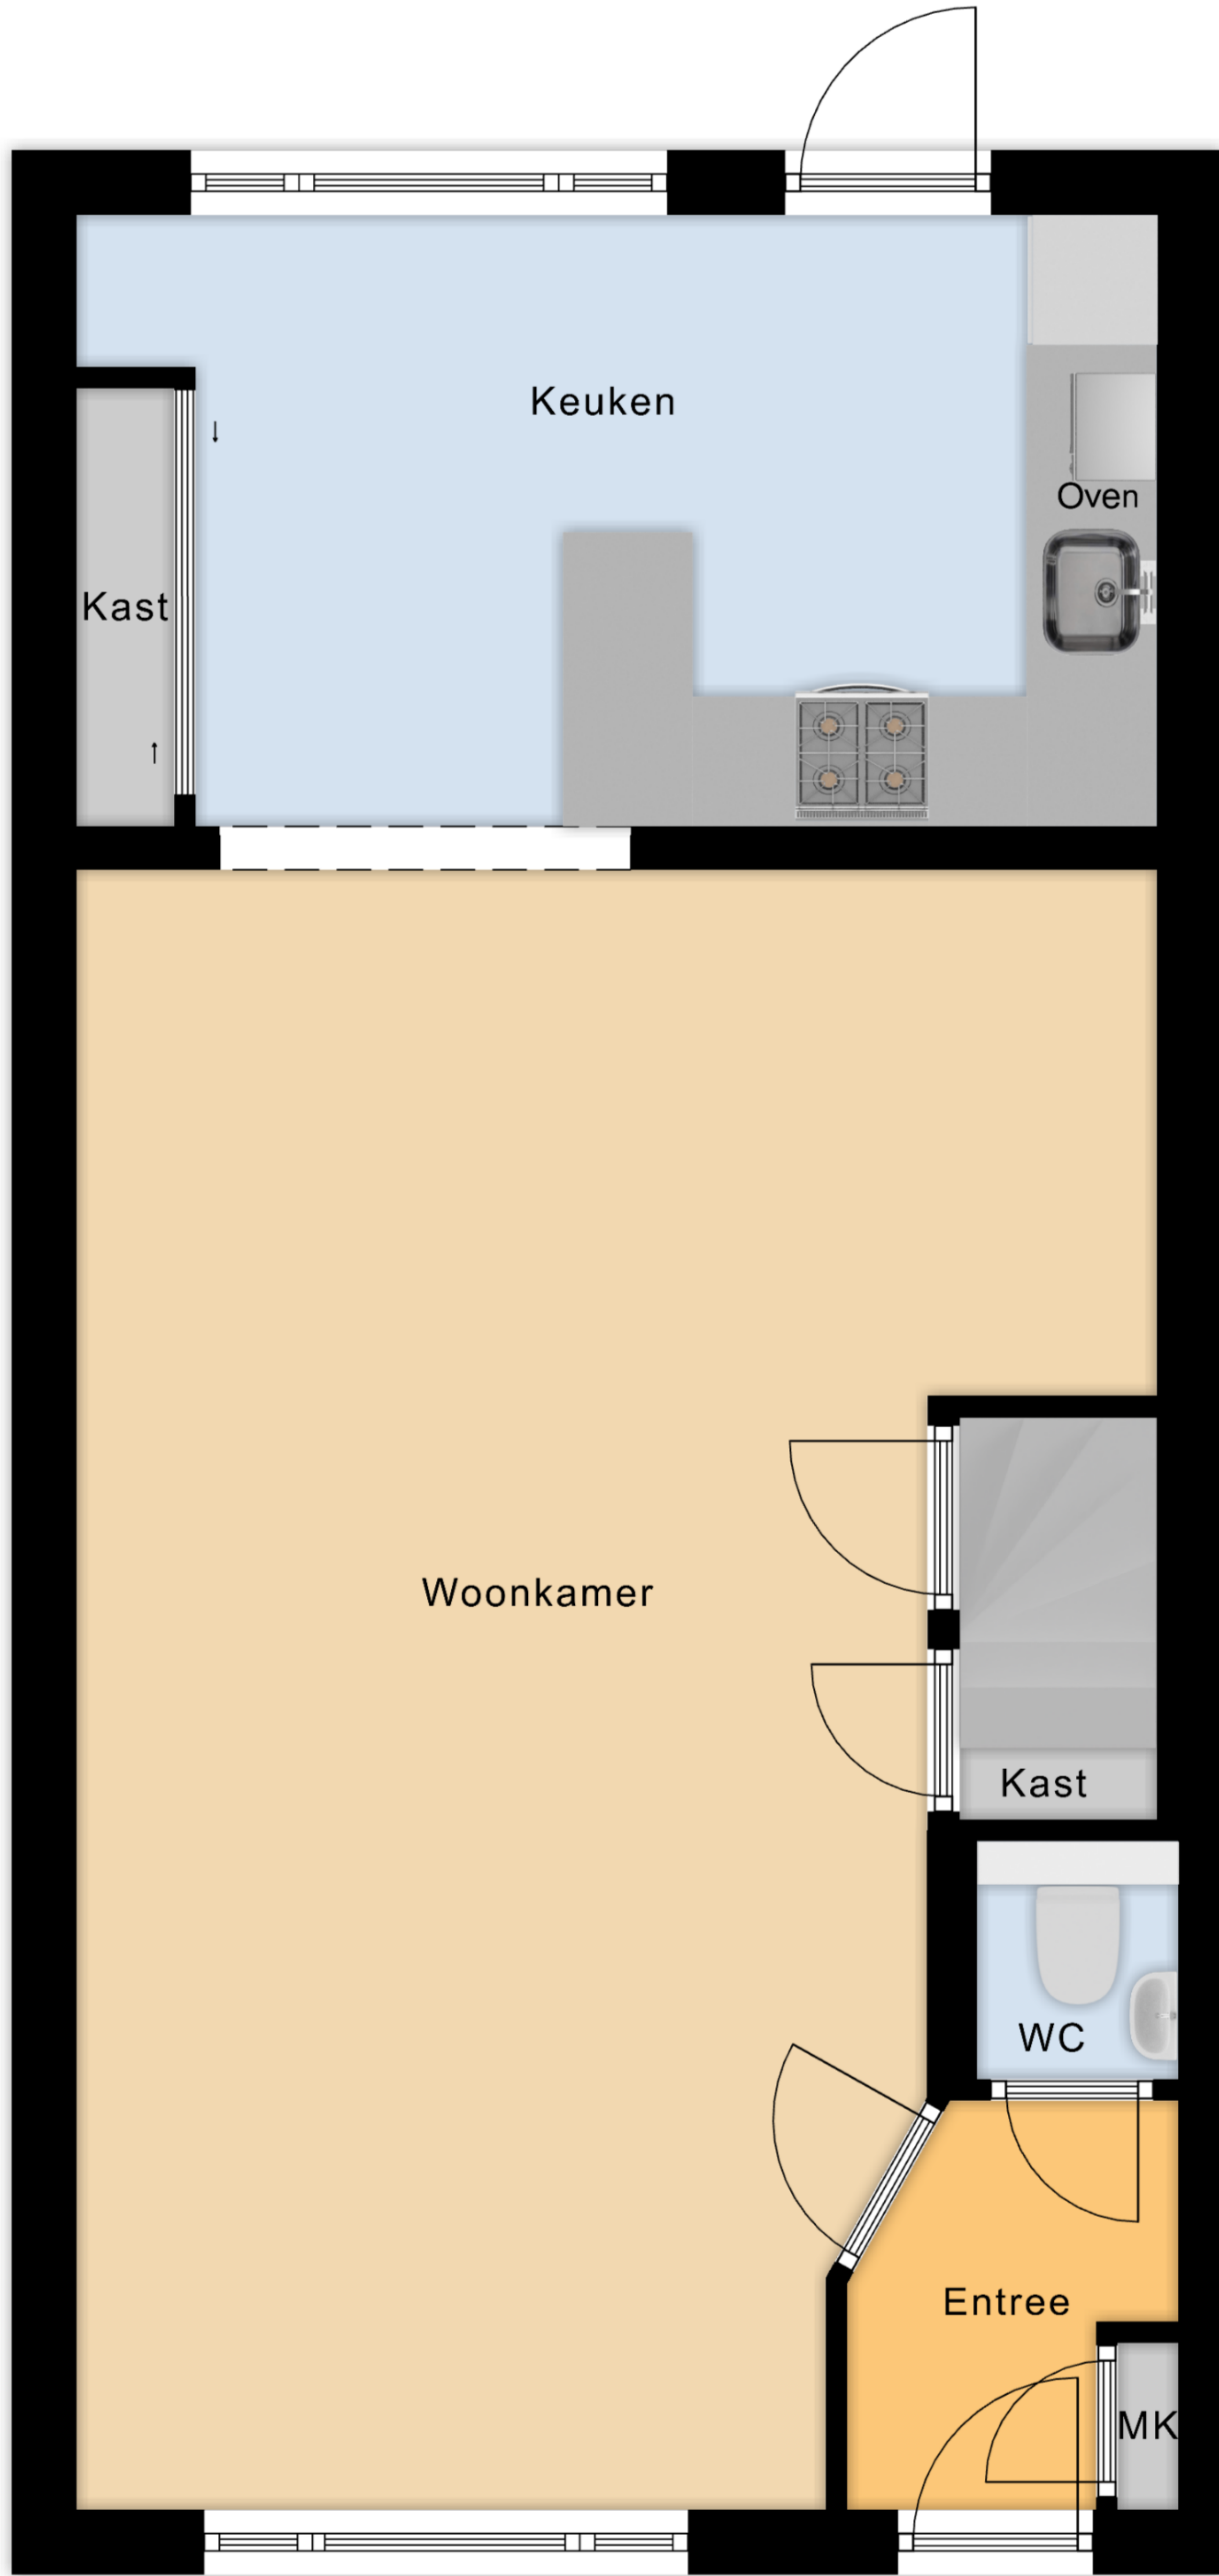 Keuken
Oven
Kast
Woonkamer
Kast
WC
Entree
MK